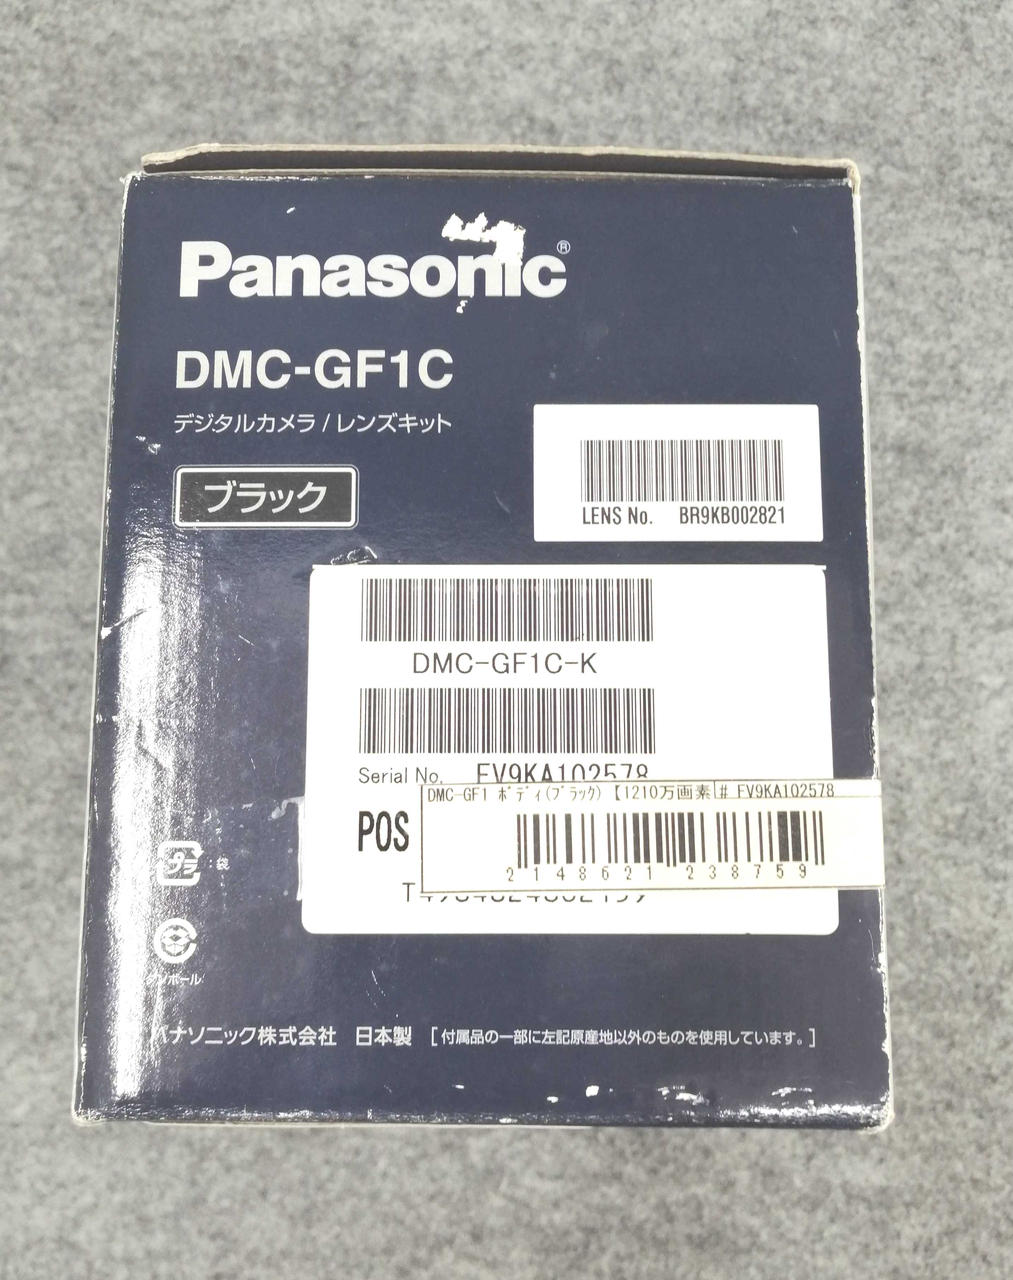 Panasonic®
DMC-GF1C
デジタルカメラ / レンズキット
ブラック
LENS No. BR9KB002821
DMC-GF1C-K
Serial No. FV9KA102578
DMC-GF1 ﾎﾞﾃﾞｨ(ﾌﾞﾗｯｸ) 【1210万画素 # FV9KA102578
POS
2148621 238759
プラ : 袋
パナソニック株式会社 日本製 [付属品の一部に左記原産地以外のものを使用しています。]